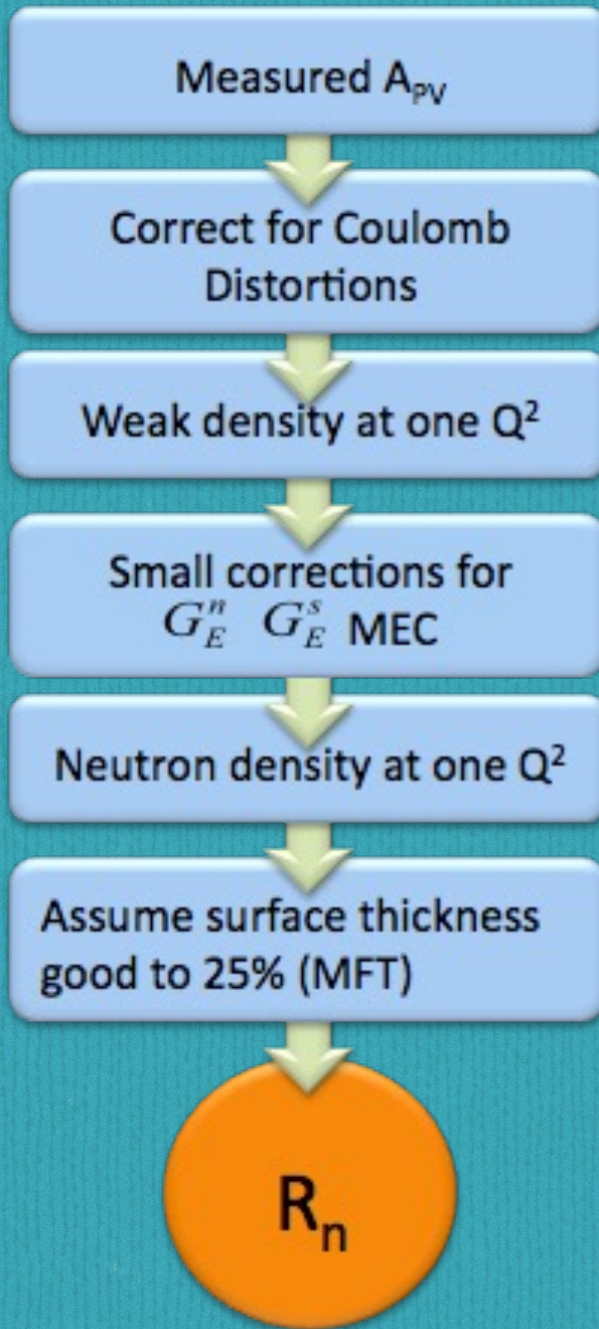 Measured A_PV
Correct for Coulomb
Distortions
Weak density at one Q²
Small corrections for
G_E^n G_E^s MEC
Neutron density at one Q²
Assume surface thickness
good to 25% (MFT)
R_n